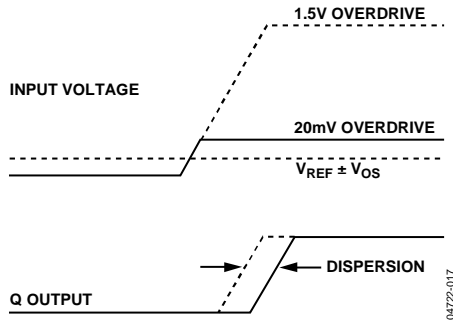 1.5V OVERDRIVE
INPUT VOLTAGE
20mV OVERDRIVE
VREF ± VOS
DISPERSION
Q OUTPUT
04722-017